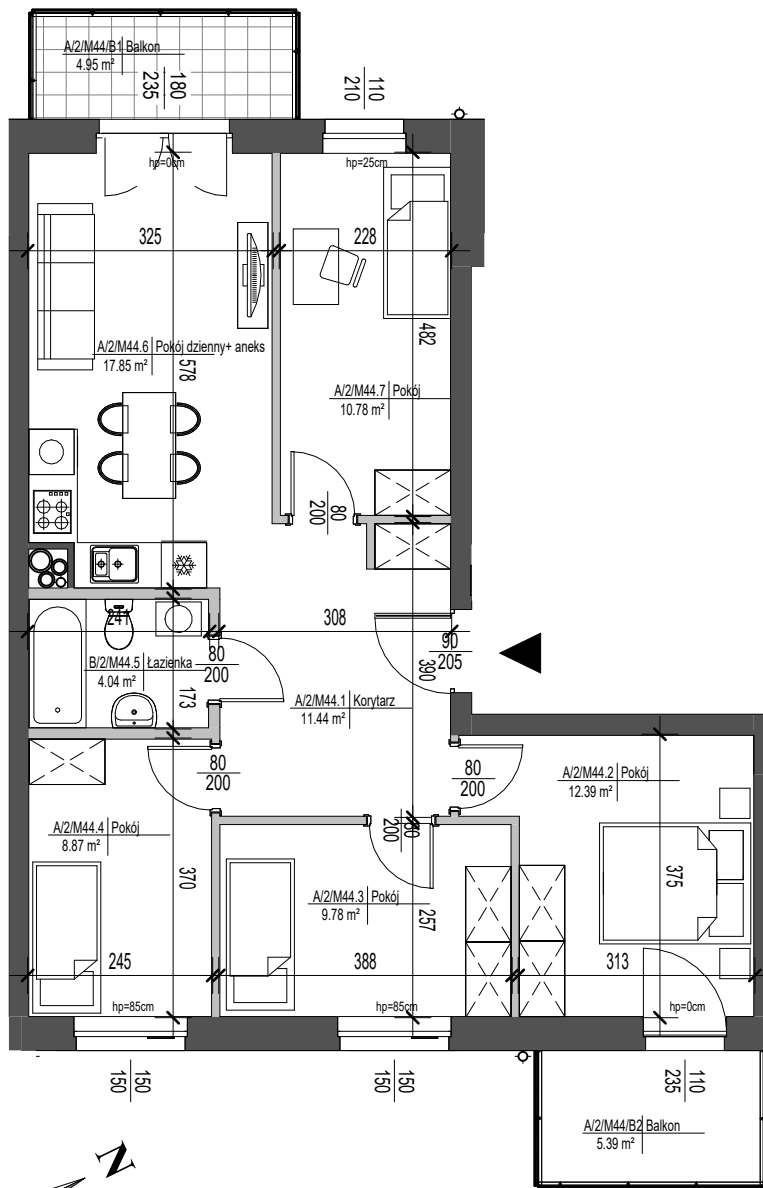 A/2/M44/B1 Balkon
4.95 m²
180
235
110
210
hp=0cm
hp=25cm
325
228
482
A/2/M44.6 Pokój dzienny+ aneks
17.85 m²
578
A/2/M44.7 Pokój
10.78 m²
80
200
241
308
90
205
390
B/2/M44.5 Łazienka
4.04 m²
80
200
173
A/2/M44.1 Korytarz
11.44 m²
80
200
80
200
A/2/M44.2 Pokój
12.39 m²
A/2/M44.4 Pokój
8.87 m²
80
200
370
375
A/2/M44.3 Pokój
9.78 m²
257
245
388
313
hp=85cm
hp=85cm
hp=0cm
150
150
150
150
110
235
A/2/M44/B2 Balkon
5.39 m²
N